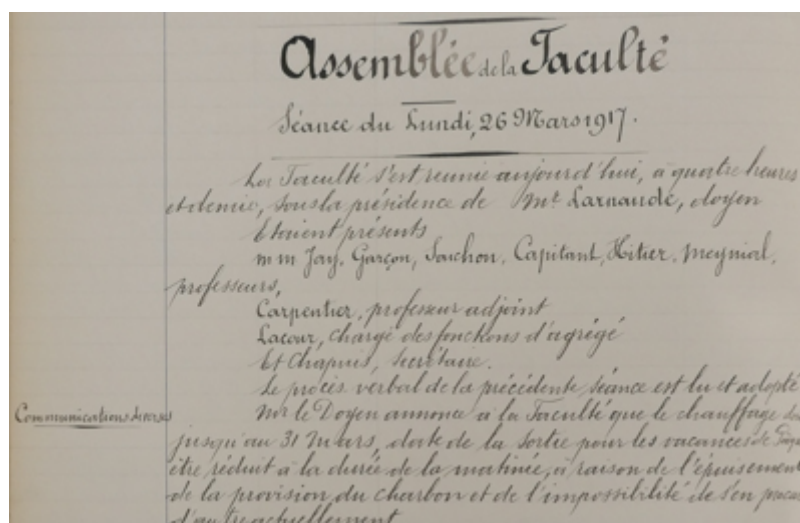 Assemblée de la Faculté
Séance du Lundi, 26 Mars 1917.
La Faculté s'est reunie aujourd'hui, à quatre heures
et demie, sous la présidence de Mr Larnaude, doyen
Etaient présents
mm Jay, Garçon, Souchon, Capitant, Hitier, Meynial,
professeurs,
Carpentier, professeur adjoint
Lacour, chargé des fonctions d'agrégé
Et Chapuis, secrétaire.
Le procès verbal de la précédente séance est lu et adopté
Communications diverses
Mr le Doyen annonce à la Faculté que le chauffage
jusqu'au 31 Mars, date de la sortie pour les vacances de
être réduit à la durée de la matinée, à raison de l'épuisement
de la provision du charbon et de l'impossibilité de s'en
d'autre actuellement